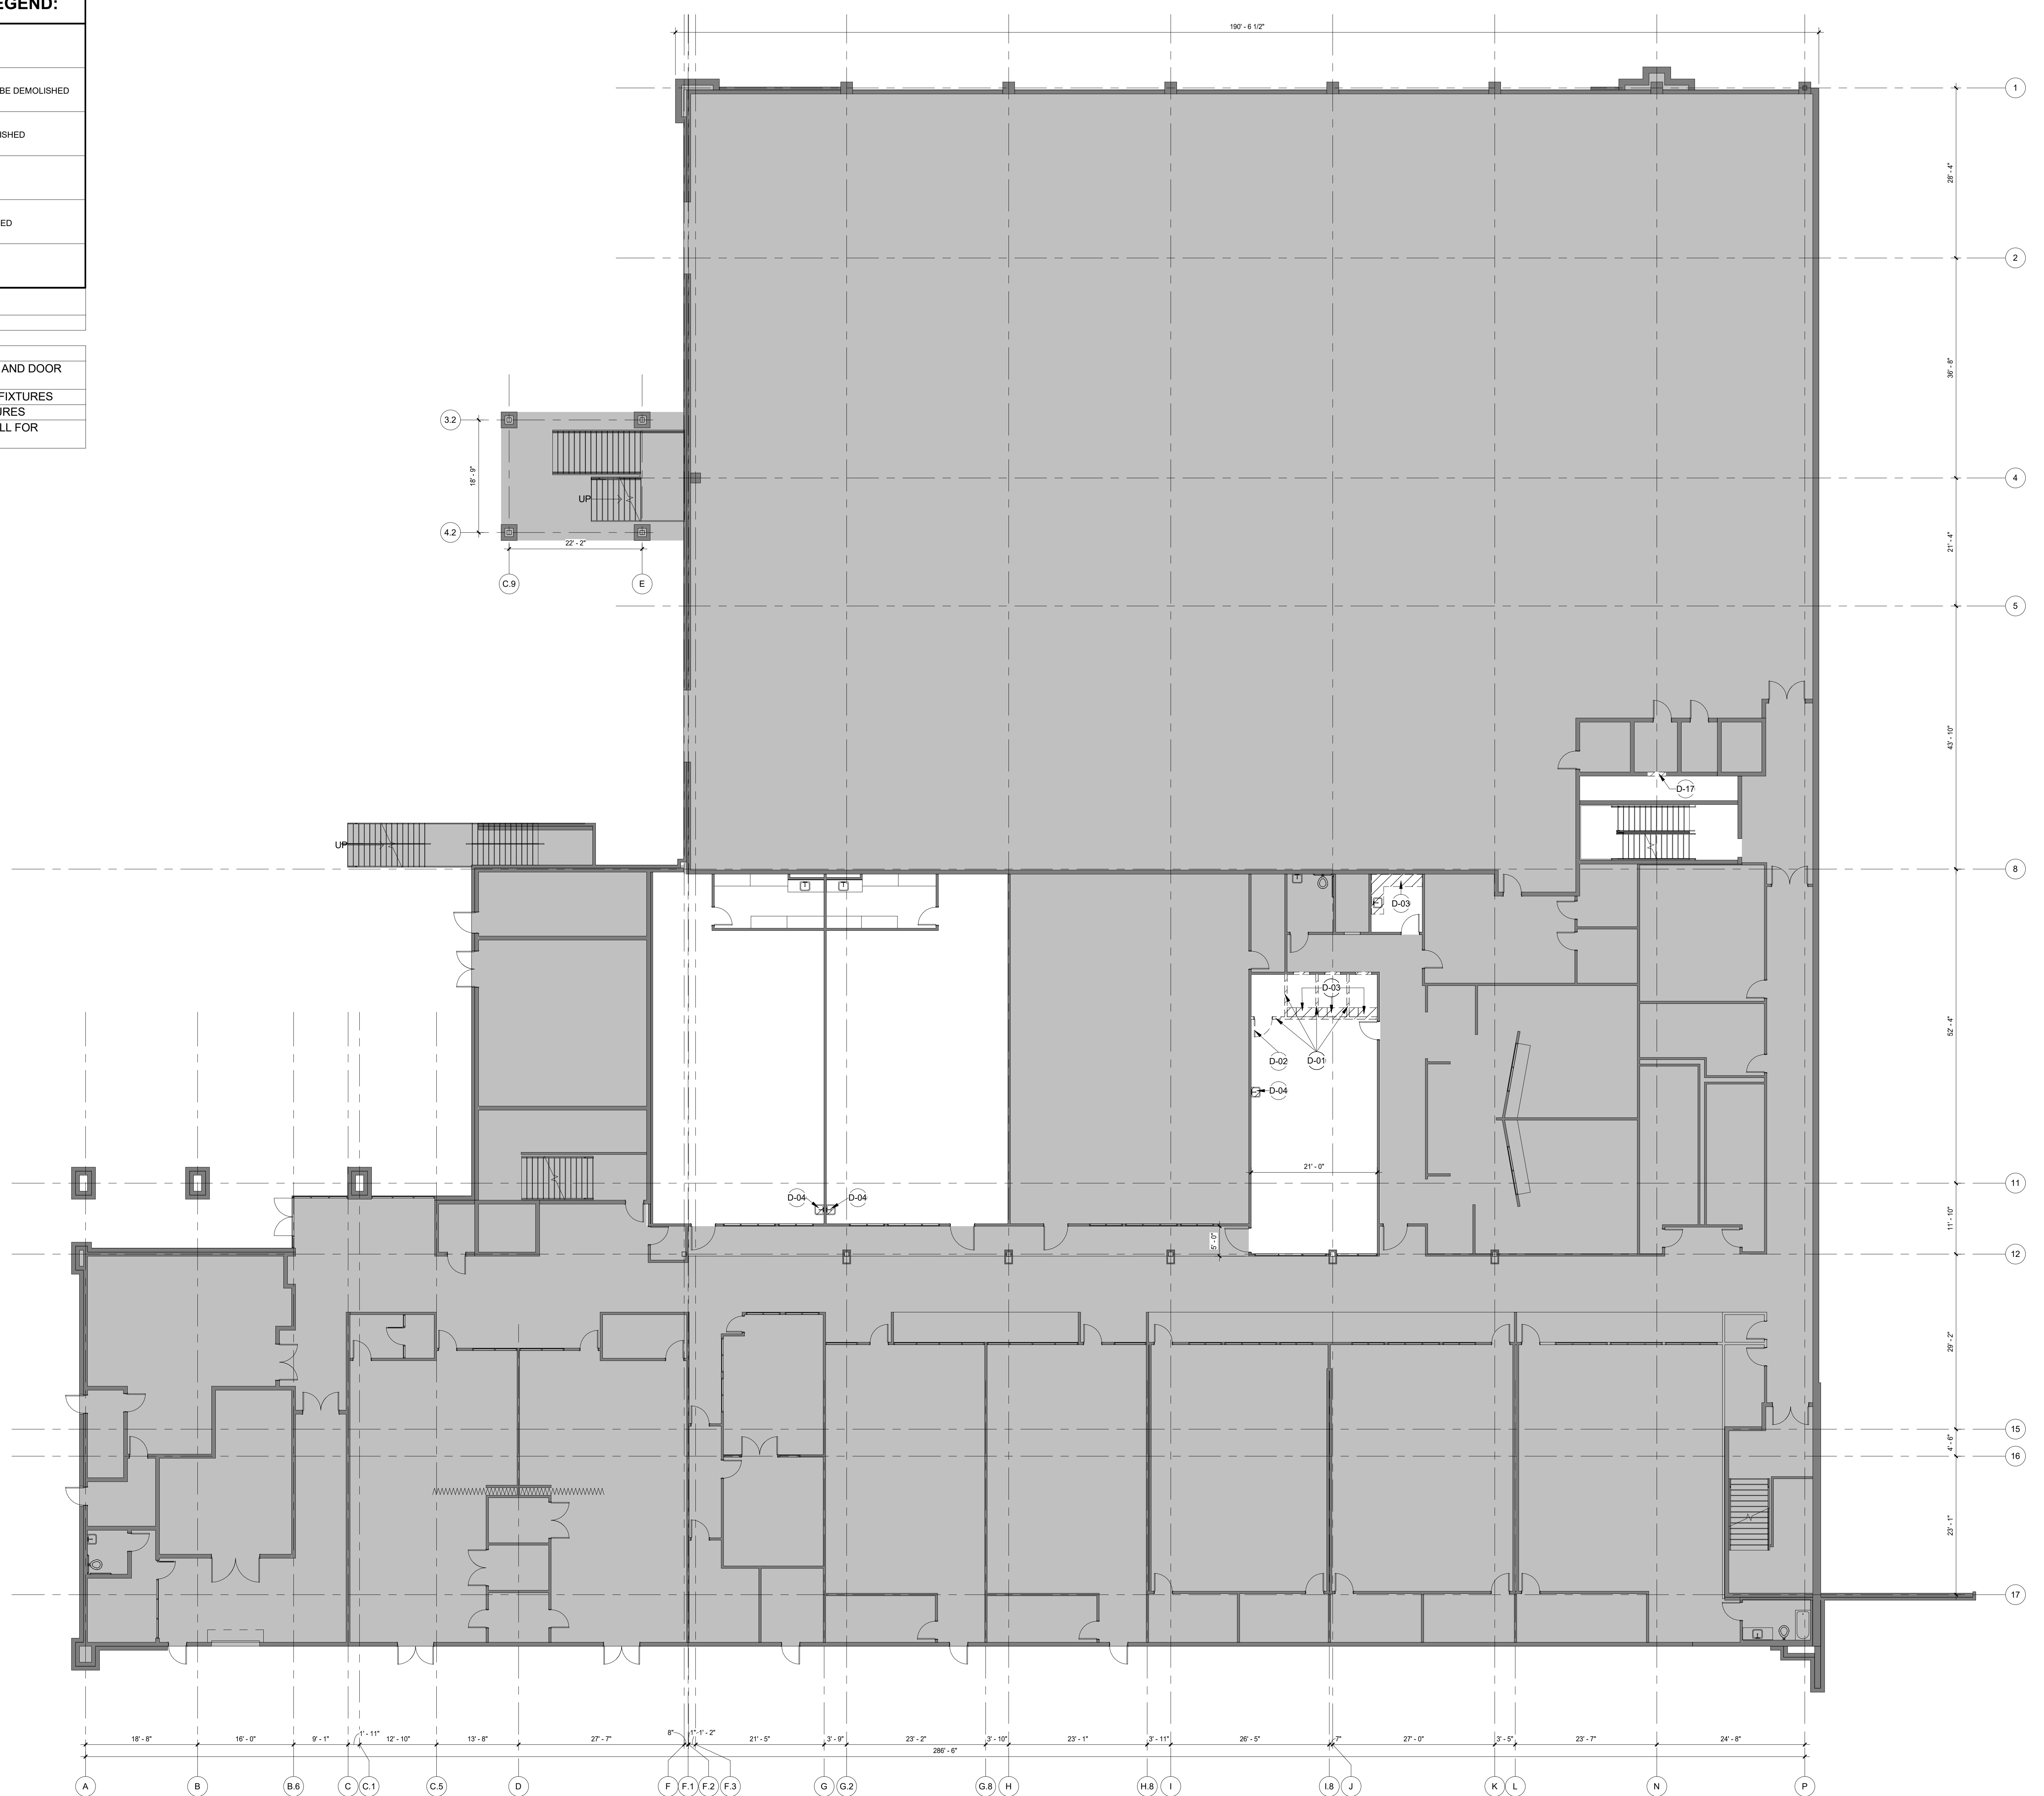 EGEND:
BE DEMOLISHED
ISHED
ED
AND DOOR
FIXTURES
URES
LL FOR
190' - 6 1/2"
1
28' - 4"
2
36' - 8"
3.2
18' - 9"
UP
4
4.2
22' - 2"
21' - 4"
C.9
E
5
43' - 10"
D-17
UP
8
D-03
D-03
52' - 4"
D-02
D-01
D-04
21' - 0"
11
D-04
D-04
11' - 10"
5' - 0"
12
29' - 2"
15
4' - 6"
16
23' - 1"
17
18' - 8"
16' - 0"
9' - 1"
1' - 11"
12' - 10"
13' - 8"
27' - 7"
8"
1"
1' - 2"
21' - 5"
3' - 9"
23' - 2"
3' - 10"
23' - 1"
3' - 11"
26' - 5"
7"
27' - 0"
3' - 5"
23' - 7"
24' - 8"
286' - 6"
A
B
B.6
C
C.1
C.5
D
F
F.1
F.2
F.3
G
G.2
G.8
H
H.8
I
I.8
J
K
L
N
P